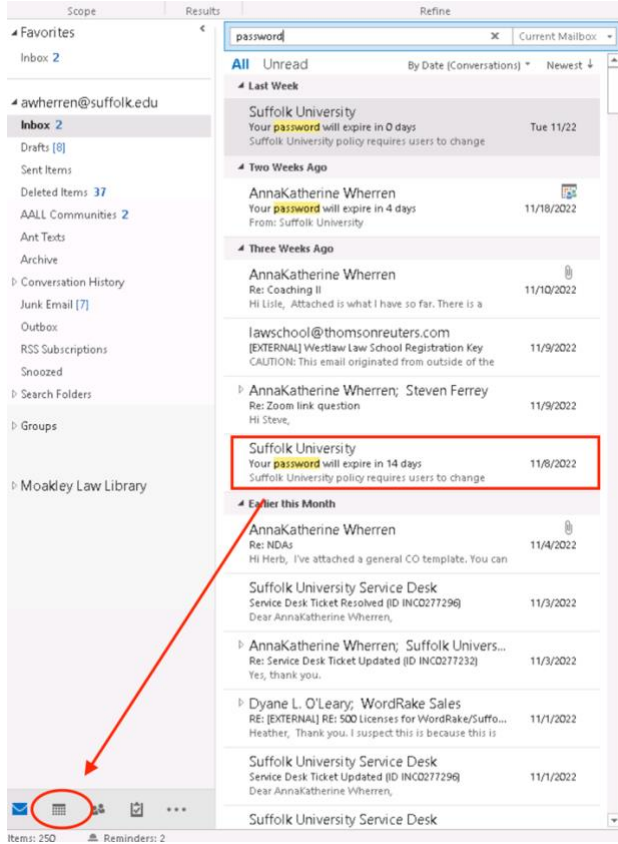 Scope Results Refine
Favorites
Inbox 2
awherren@suffolk.edu
Inbox 2
Drafts [8]
Sent Items
Deleted Items 37
AALL Communities 2
Ant Texts
Archive
Conversation History
Junk Email [7]
Outbox
RSS Subscriptions
Snoozed
Search Folders
Groups
Moakley Law Library
password Current Mailbox
All Unread By Date (Conversations) Newest ↓
Last Week
Suffolk University
Your password will expire in 0 days Tue 11/22
Suffolk University policy requires users to change
Two Weeks Ago
AnnaKatherine Wherren
Your password will expire in 4 days 11/18/2022
From: Suffolk University
Three Weeks Ago
AnnaKatherine Wherren
Re: Coaching II 11/10/2022
Hi Lisle, Attached is what I have so far. There is a
lawschool@thomsonreuters.com
[EXTERNAL] Westlaw Law School Registration Key 11/9/2022
CAUTION: This email originated from outside of the
AnnaKatherine Wherren; Steven Ferrey
Re: Zoom link question 11/9/2022
Hi Steve,
Suffolk University
Your password will expire in 14 days 11/8/2022
Suffolk University policy requires users to change
Earlier this Month
AnnaKatherine Wherren
Re: NDAs 11/4/2022
Hi Herb, I've attached a general CO template. You can
Suffolk University Service Desk
Service Desk Ticket Resolved (ID INC0277296) 11/3/2022
Dear AnnaKatherine Wherren,
AnnaKatherine Wherren; Suffolk Univers...
Re: Service Desk Ticket Updated (ID INC0277232) 11/3/2022
Yes, thank you.
Dyane L. O'Leary; WordRake Sales
RE: [EXTERNAL] RE: 500 Licenses for WordRake/Suffo... 11/1/2022
Heather, Thank you. I suspect this is because this is
Suffolk University Service Desk
Service Desk Ticket Updated (ID INC0277296) 11/1/2022
Dear AnnaKatherine Wherren,
Suffolk University Service Desk
Items: 250 Reminders: 2